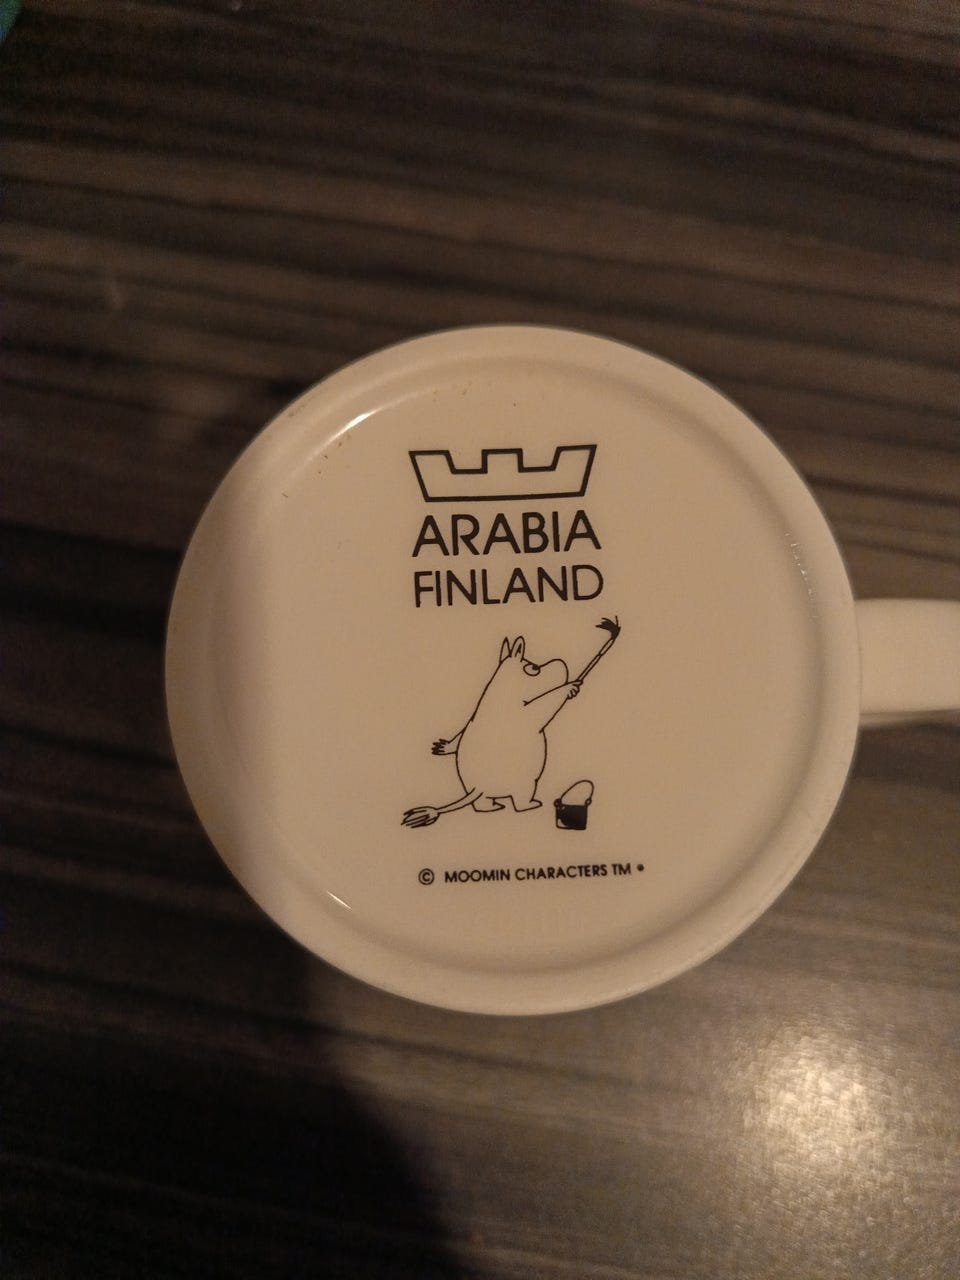 ARABIA
FINLAND
© MOOMIN CHARACTERS TM •